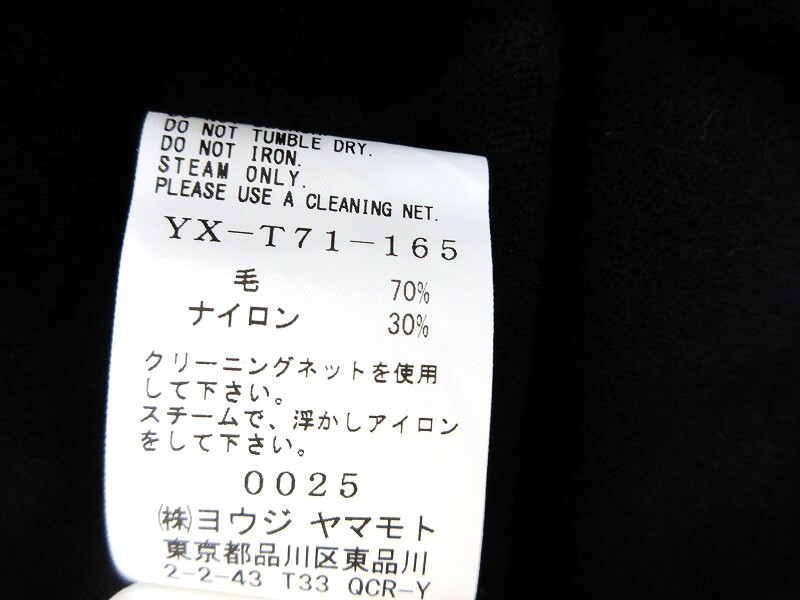 DO NOT TUMBLE DRY.
DO NOT IRON.
STEAM ONLY.
PLEASE USE A CLEANING NET.
YX-T71-165
毛 70%
ナイロン 30%
クリーニングネットを使用
して下さい。
スチームで、浮かしアイロン
をして下さい。
0025
㈱ヨウジ ヤマモト
東京都品川区東品川
2-2-43 T33 QCR-Y